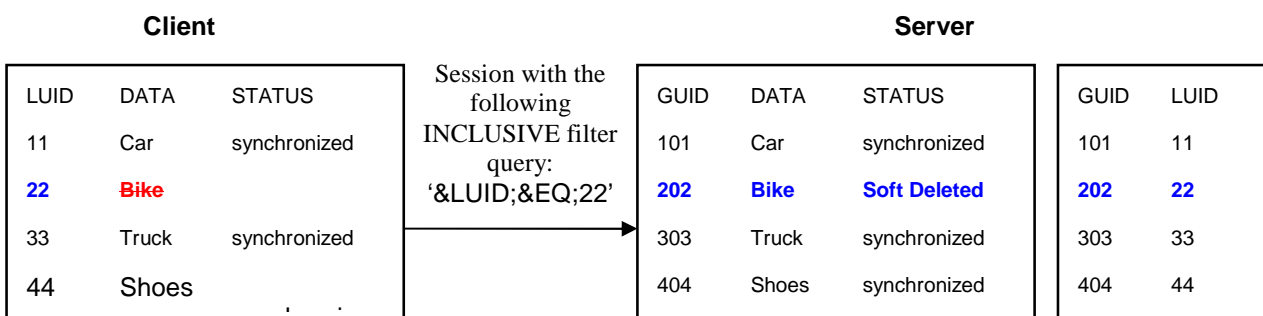 Client
Server
LUID DATA STATUS
11 Car synchronized
22 Bike
33 Truck synchronized
44 Shoes
Session with the
following
INCLUSIVE filter
query:
‘&LUID;&EQ;22’
GUID DATA STATUS
101 Car synchronized
202 Bike Soft Deleted
303 Truck synchronized
404 Shoes synchronized
GUID LUID
101 11
202 22
303 33
404 44